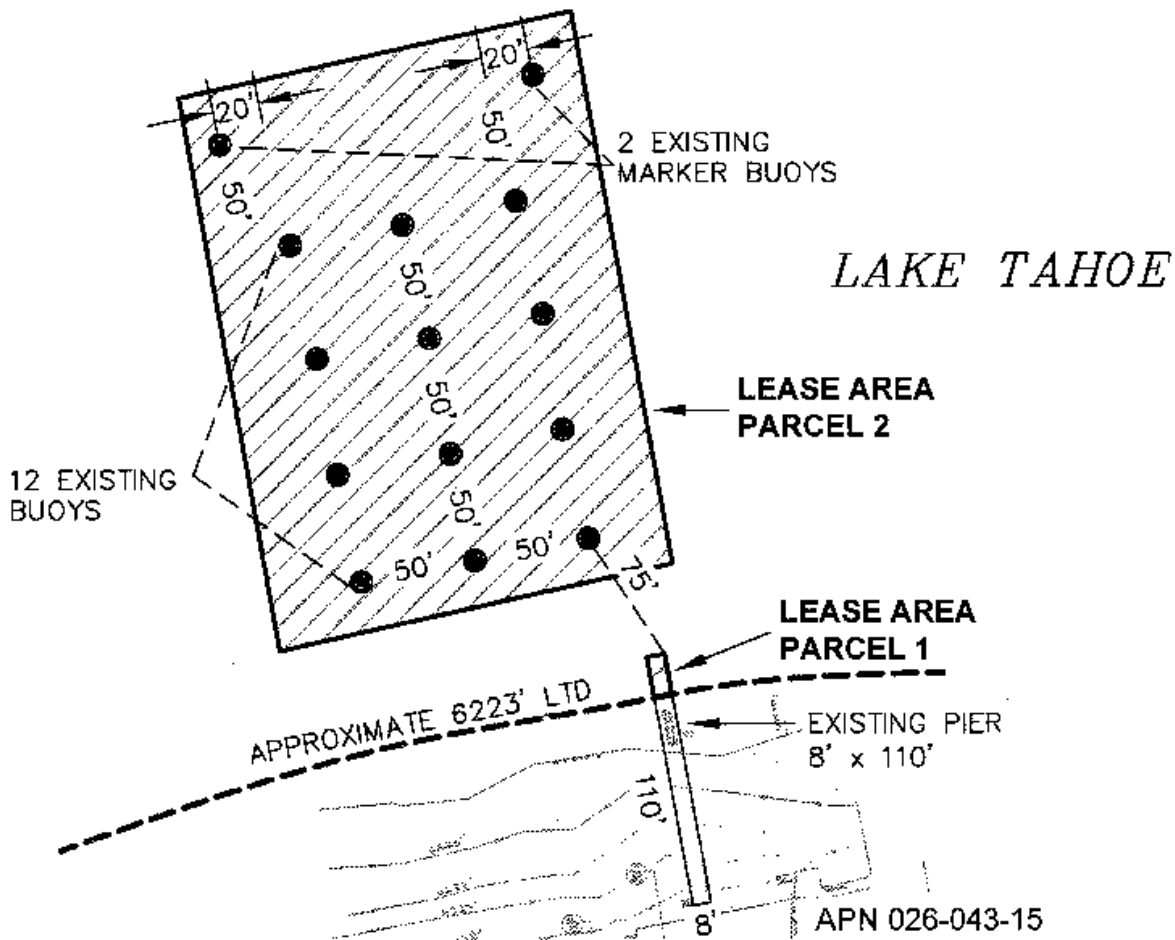 20'
20'
50'
50'
2 EXISTING
MARKER BUOYS
LAKE TAHOE
50'
50'
LEASE AREA
PARCEL 2
12 EXISTING
BUOYS
50'
50'
50'
75'
LEASE AREA
PARCEL 1
APPROXIMATE 6223' LTD
EXISTING PIER
8' x 110'
110'
8'
APN 026-043-15